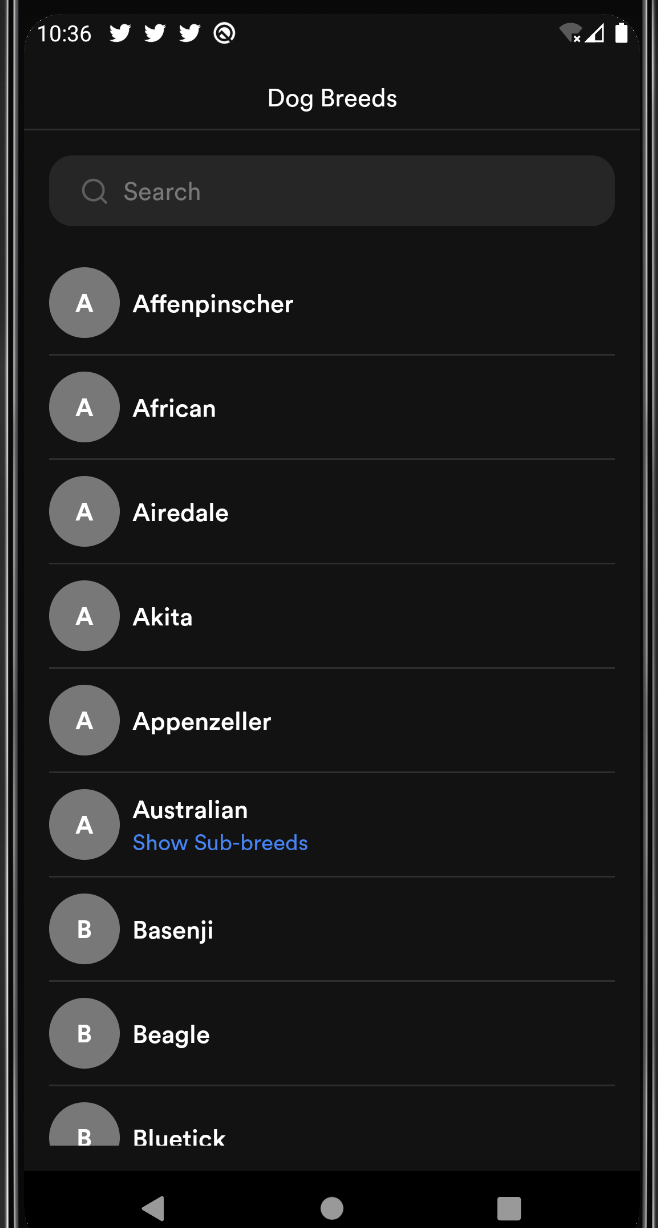 10:36
Dog Breeds
Search
A Affenpinscher
A African
A Airedale
A Akita
A Appenzeller
A Australian
Show Sub-breeds
B Basenji
B Beagle
B Bluetick